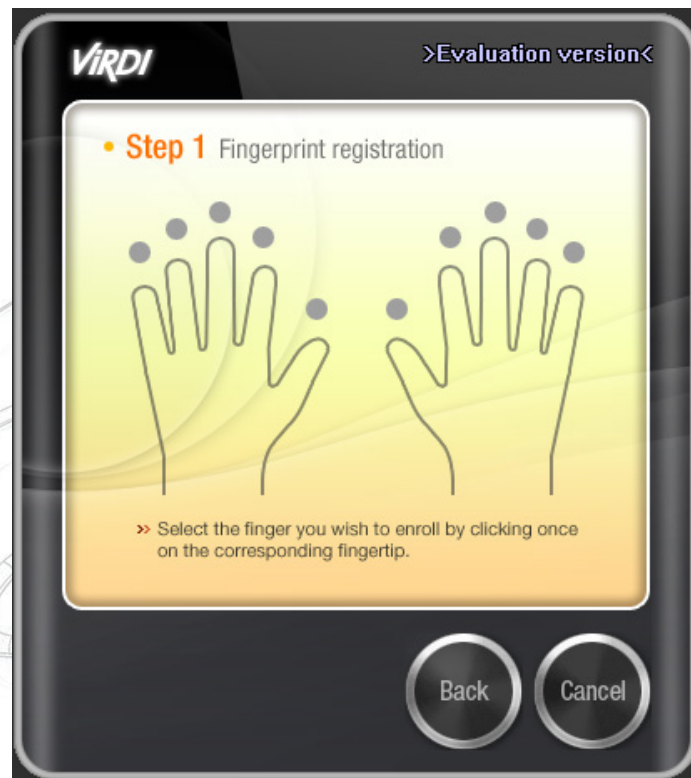 ViRDI
>Evaluation version<
• Step 1 Fingerprint registration
» Select the finger you wish to enroll by clicking once
on the corresponding fingertip.
Back
Cancel